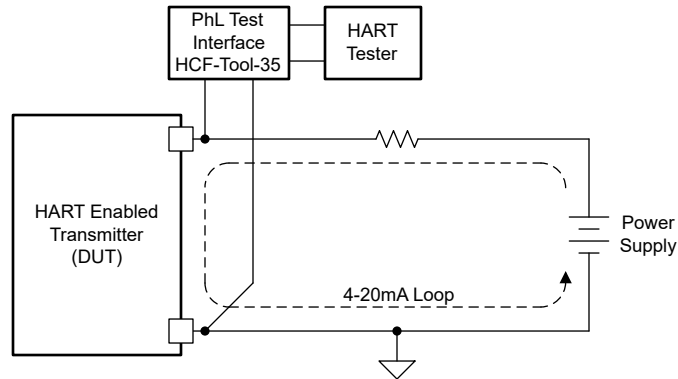 PhL Test
Interface
HCF-Tool-35
HART
Tester
HART Enabled
Transmitter
(DUT)
Power
Supply
4-20mA Loop